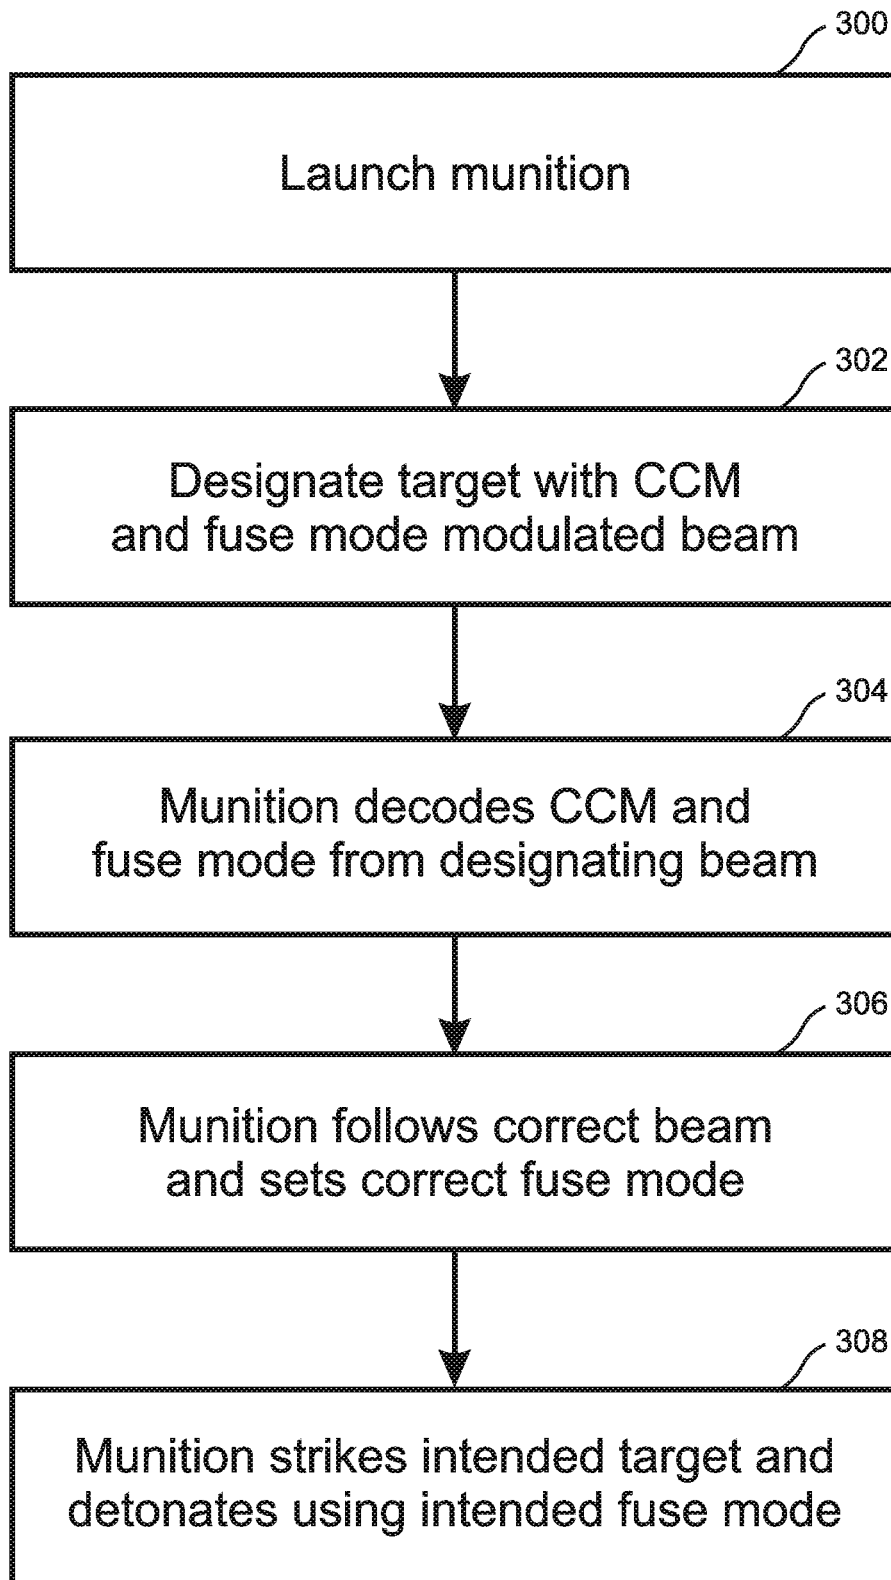 300
Launch munition
302
Designate target with CCM
and fuse mode modulated beam
304
Munition decodes CCM and
fuse mode from designating beam
306
Munition follows correct beam
and sets correct fuse mode
308
Munition strikes intended target and
detonates using intended fuse mode